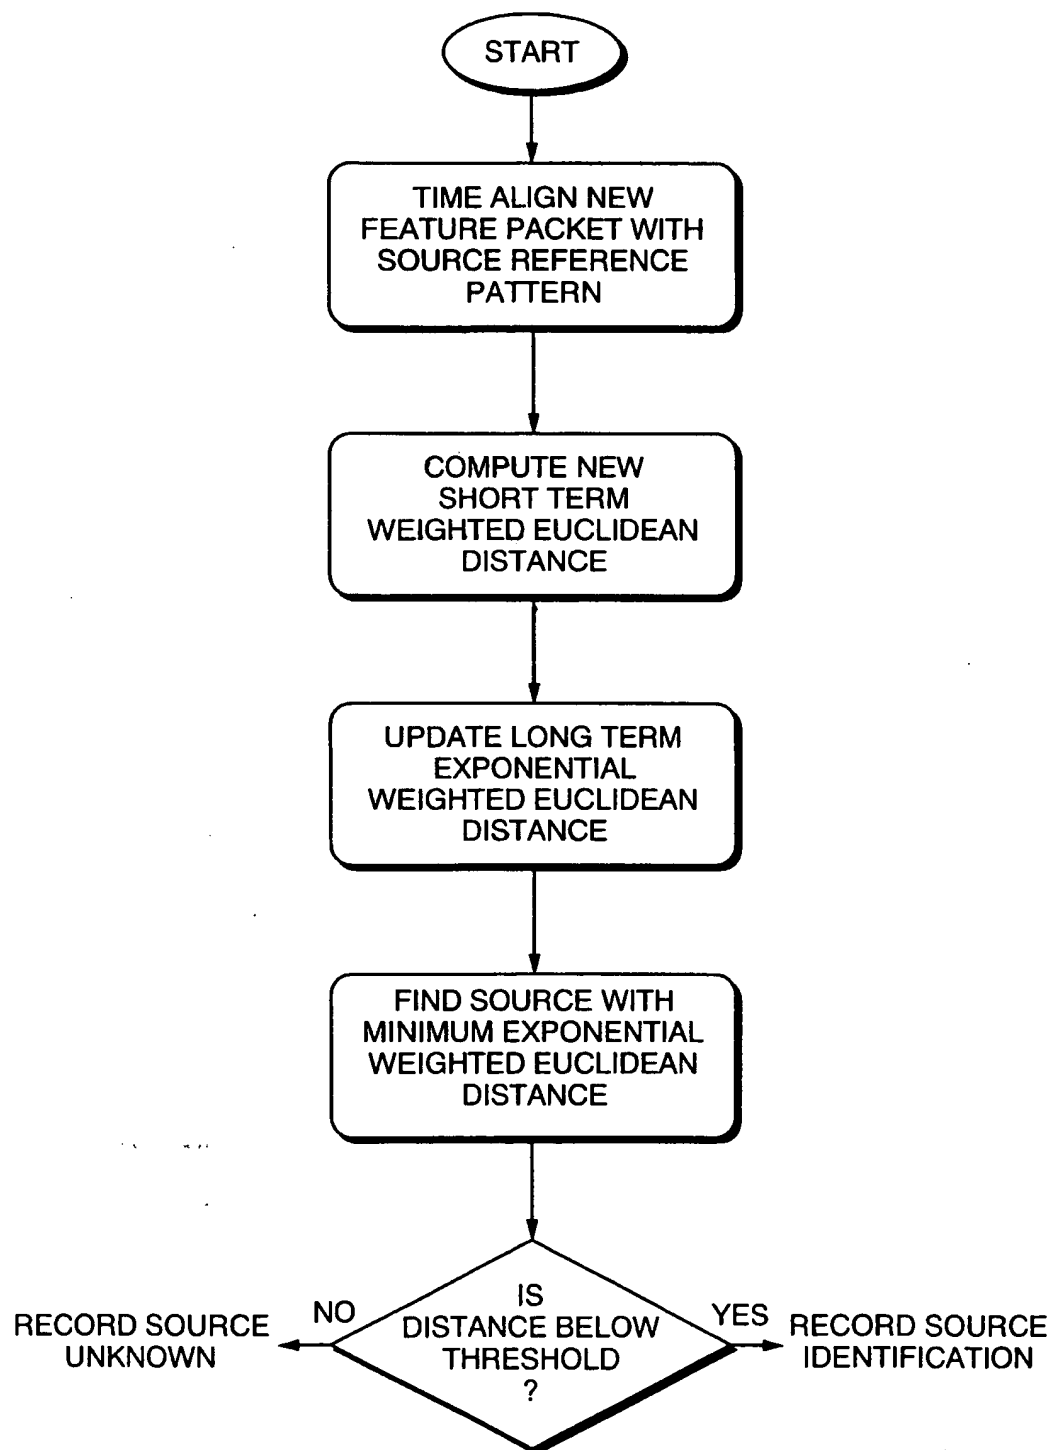 START
TIME ALIGN NEW
FEATURE PACKET WITH
SOURCE REFERENCE
PATTERN
COMPUTE NEW
SHORT TERM
WEIGHTED EUCLIDEAN
DISTANCE
UPDATE LONG TERM
EXPONENTIAL
WEIGHTED EUCLIDEAN
DISTANCE
FIND SOURCE WITH
MINIMUM EXPONENTIAL
WEIGHTED EUCLIDEAN
DISTANCE
IS
DISTANCE BELOW
THRESHOLD
?
NO
RECORD SOURCE
UNKNOWN
YES
RECORD SOURCE
IDENTIFICATION